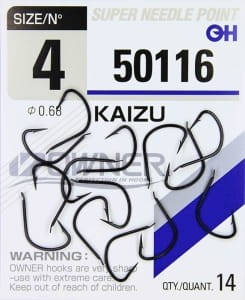 SIZE/Nº
SUPER NEEDLE POINT
4
50116
Ø 0.68
KAIZU
OWNER
WARNING:
OWNER hooks are very sharp
-use with extreme care.
Keep out of reach of children.
QTY/QUANT. 14